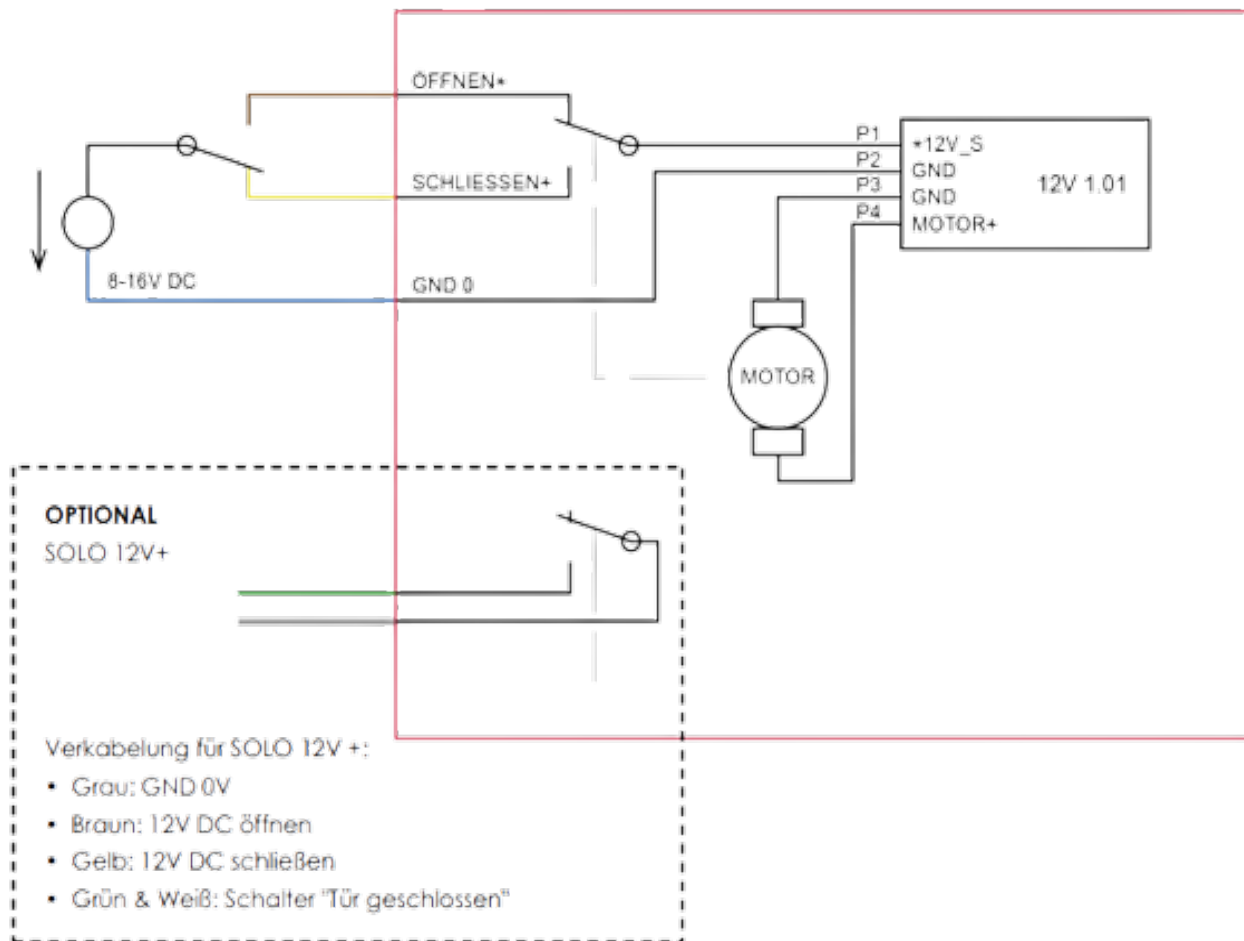 ÖFFNEN*
P1
*12V_S
P2
GND
12V 1.01
SCHLIESSEN+
P3
GND
P4
MOTOR+
8-16V DC
GND 0
MOTOR
OPTIONAL
SOLO 12V+
Verkabelung für SOLO 12V +:
• Grau: GND 0V
• Braun: 12V DC öffnen
• Gelb: 12V DC schließen
• Grün & Weiß: Schalter "Tür geschlossen"